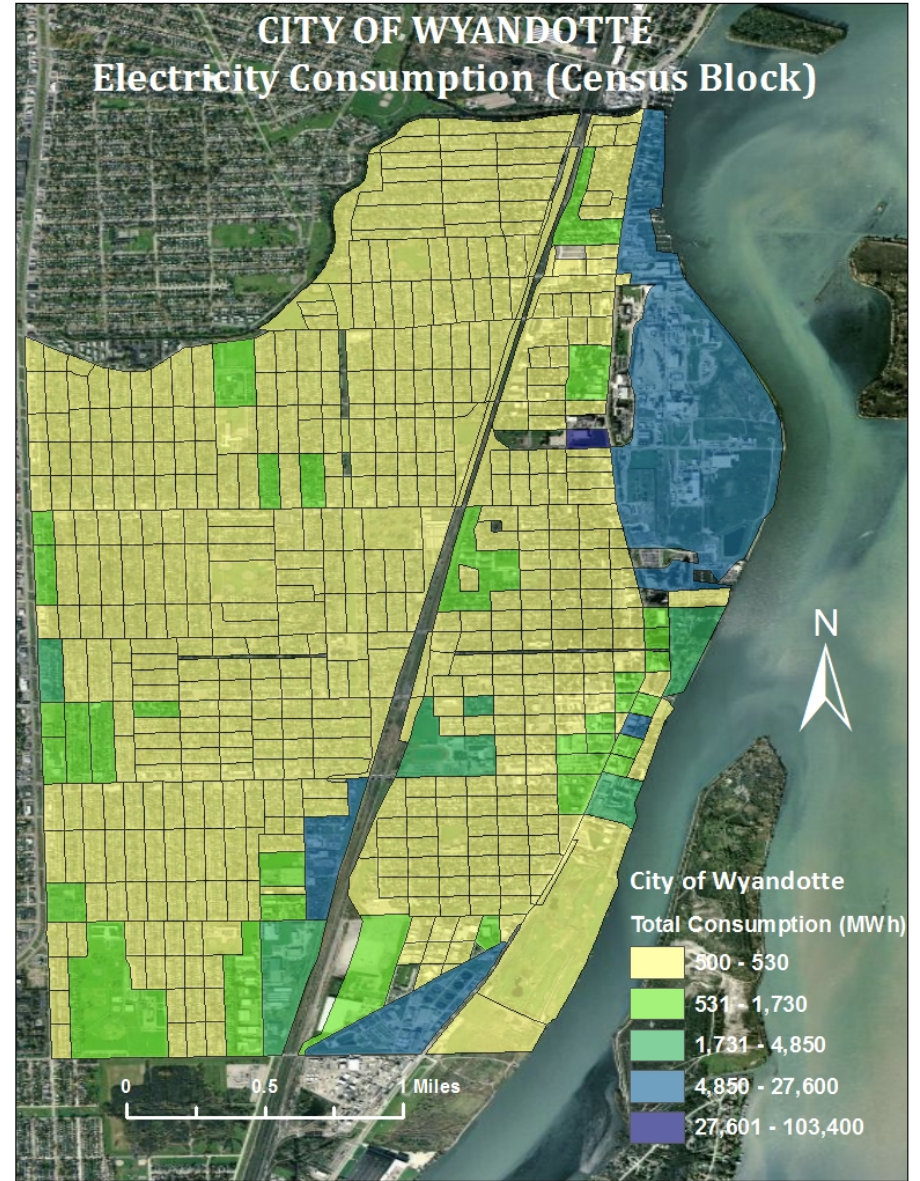 CITY OF WYANDOTTE
Electricity Consumption (Census Block)
N
City of Wyandotte
Total Consumption (MWh)
500 - 530
531 - 1,730
1,731 - 4,850
4,850 - 27,600
27,601 - 103,400
0 0.5 1 Miles